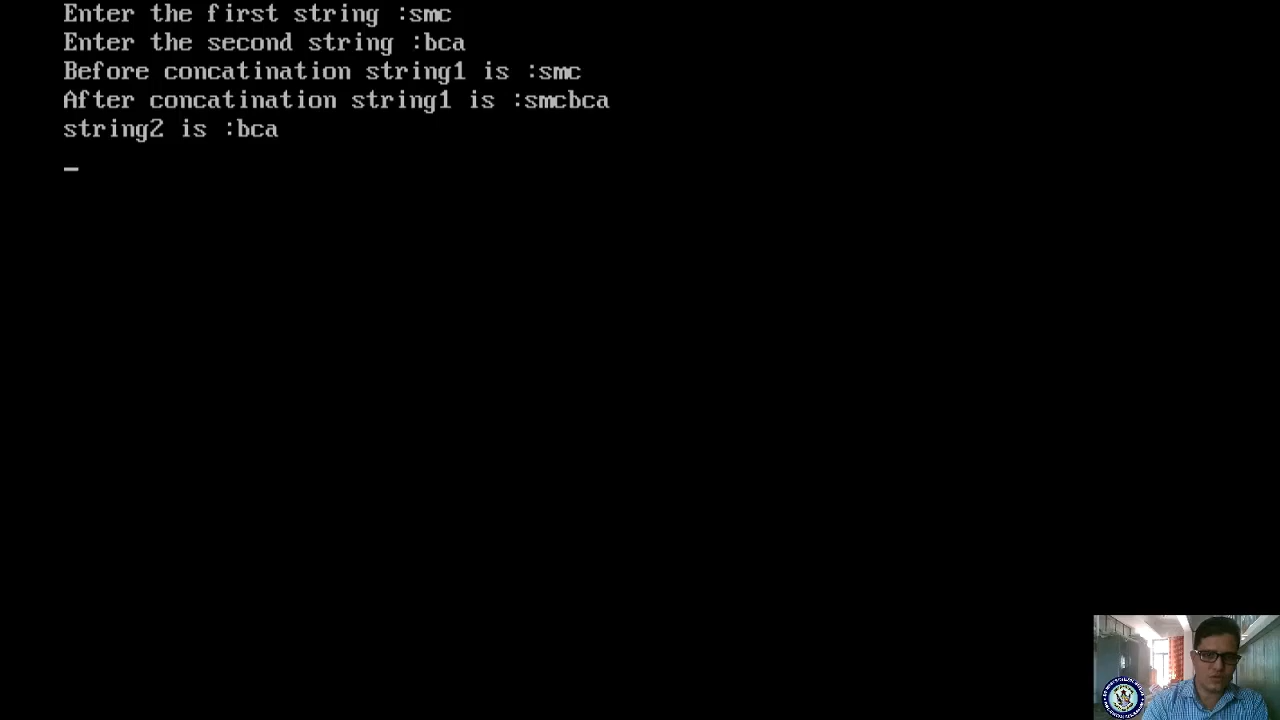 Enter the first string :smc
Enter the second string :bca
Before concatination string1 is :smc
After concatination string1 is :smcbca
string2 is :bca
_